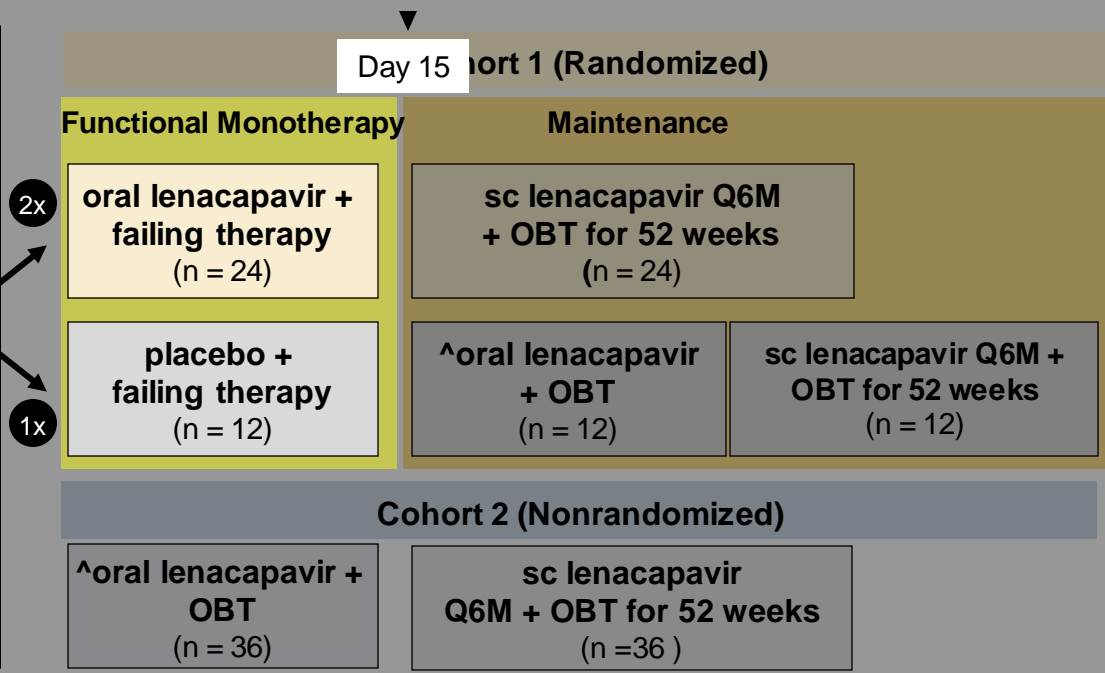 Day 15
hort 1 (Randomized)
Functional Monotherapy
Maintenance
2x
oral lenacapavir +
failing therapy
(n = 24)
sc lenacapavir Q6M
+ OBT for 52 weeks
(n = 24)
1x
placebo +
failing therapy
(n = 12)
^oral lenacapavir
+ OBT
(n = 12)
sc lenacapavir Q6M +
OBT for 52 weeks
(n = 12)
Cohort 2 (Nonrandomized)
^oral lenacapavir +
OBT
(n = 36)
sc lenacapavir
Q6M + OBT for 52 weeks
(n =36 )